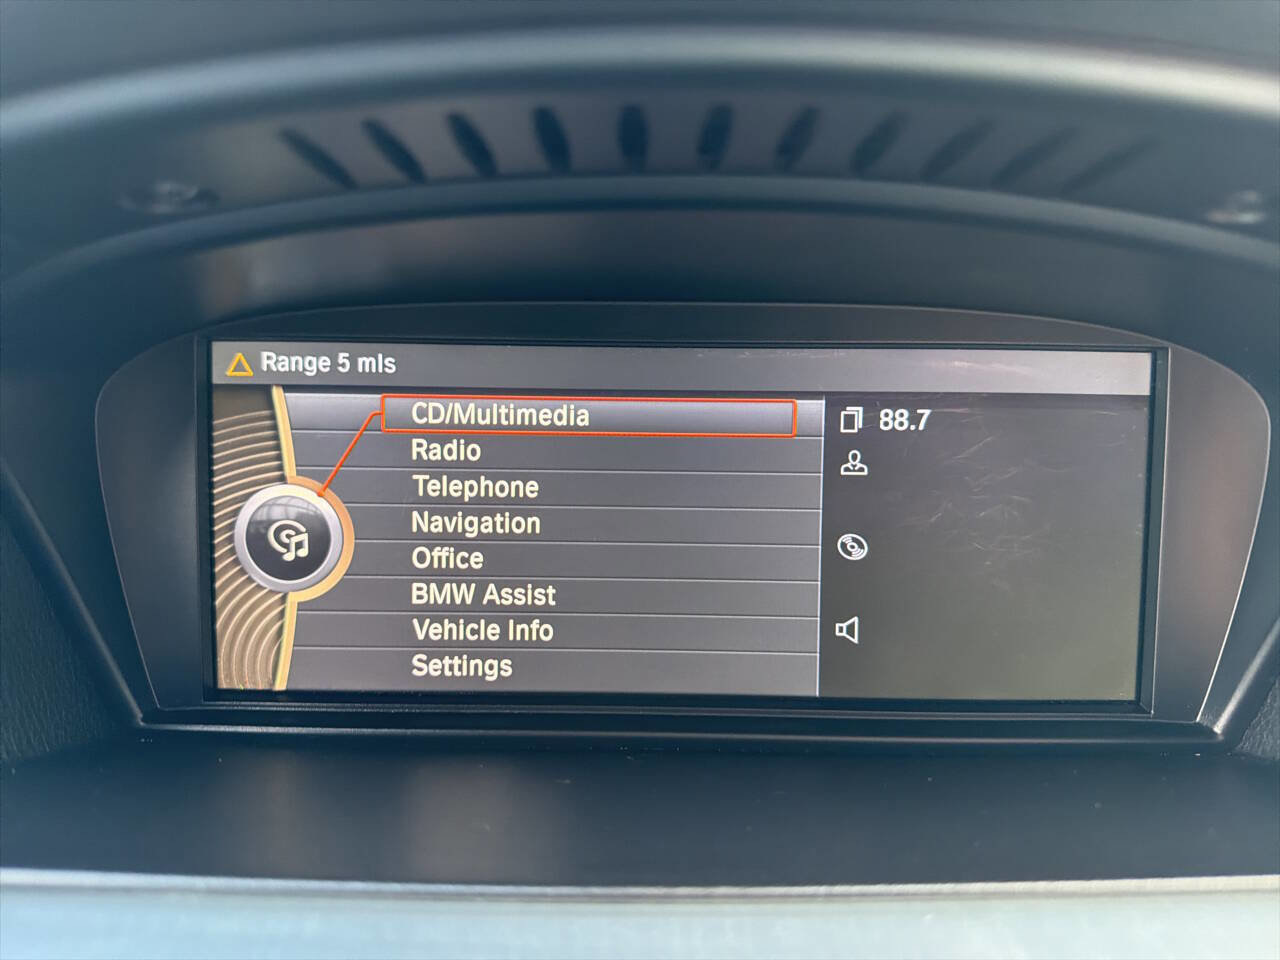 Range 5 mls
CD/Multimedia
88.7
Radio
Telephone
Navigation
Office
BMW Assist
Vehicle Info
Settings